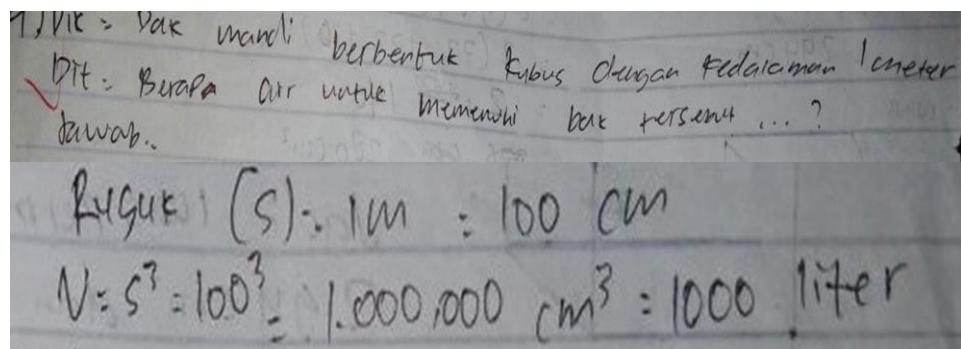 1) Dik = Bak mandi berbentuk kubus dengan kedalaman 1 meter
Dit = Berapa air untuk memenuhi bak tersebut ... ?
Jawab..
Rusuk (S) = 1m = 100 cm
V = S³ = 100³ = 1.000.000 cm³ = 1000 liter